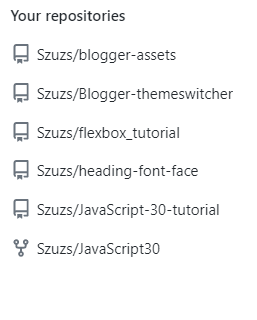 Your repositories
Szuzs/blogger-assets
Szuzs/Blogger-themeswitcher
Szuzs/flexbox_tutorial
Szuzs/heading-font-face
Szuzs/JavaScript-30-tutorial
Szuzs/JavaScript30